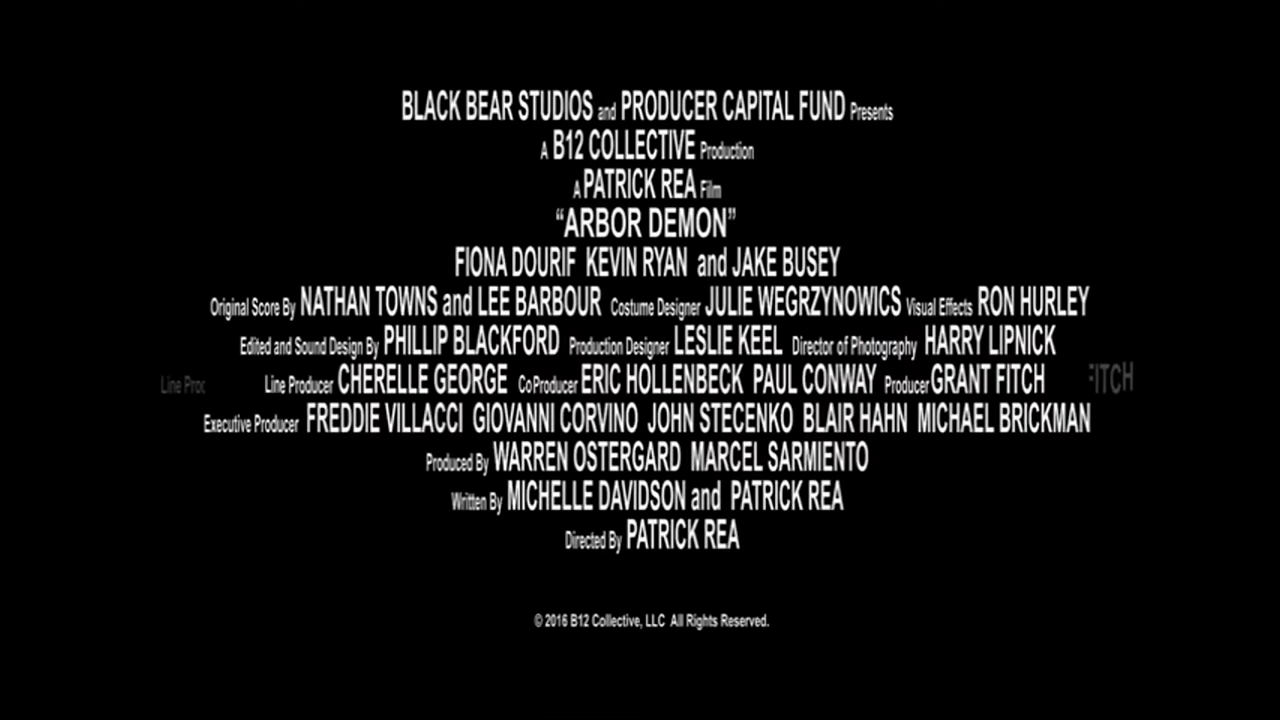 BLACK BEAR STUDIOS and PRODUCER CAPITAL FUND Presents
A B12 COLLECTIVE Production
A PATRICK REA Film
“ARBOR DEMON”
FIONA DOURIF KEVIN RYAN and JAKE BUSEY
Original Score By NATHAN TOWNS and LEE BARBOUR Costume Designer JULIE WEGRZYNOWICS Visual Effects RON HURLEY
Edited and Sound Design By PHILLIP BLACKFORD Production Designer LESLIE KEEL Director of Photography HARRY LIPNICK
Line Proc Line Producer CHERELLE GEORGE CoProducer ERIC HOLLENBECK PAUL CONWAY Producer GRANT FITCH FITCH
Executive Producer FREDDIE VILLACCI GIOVANNI CORVINO JOHN STECENKO BLAIR HAHN MICHAEL BRICKMAN
Produced By WARREN OSTERGARD MARCEL SARMIENTO
Written By MICHELLE DAVIDSON and PATRICK REA
Directed By PATRICK REA
© 2016 B12 Collective, LLC All Rights Reserved.